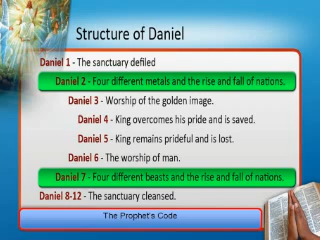 Structure of Daniel
Daniel 1 - The sanctuary defiled
Daniel 2 - Four different metals and the rise and fall of nations.
Daniel 3 - Worship of the golden image.
Daniel 4 - King overcomes his pride and is saved.
Daniel 5 - King remains prideful and is lost.
Daniel 6 - The worship of man.
Daniel 7 - Four different beasts and the rise and fall of nations.
Daniel 8-12 - The sanctuary cleansed.
The Prophet's Code